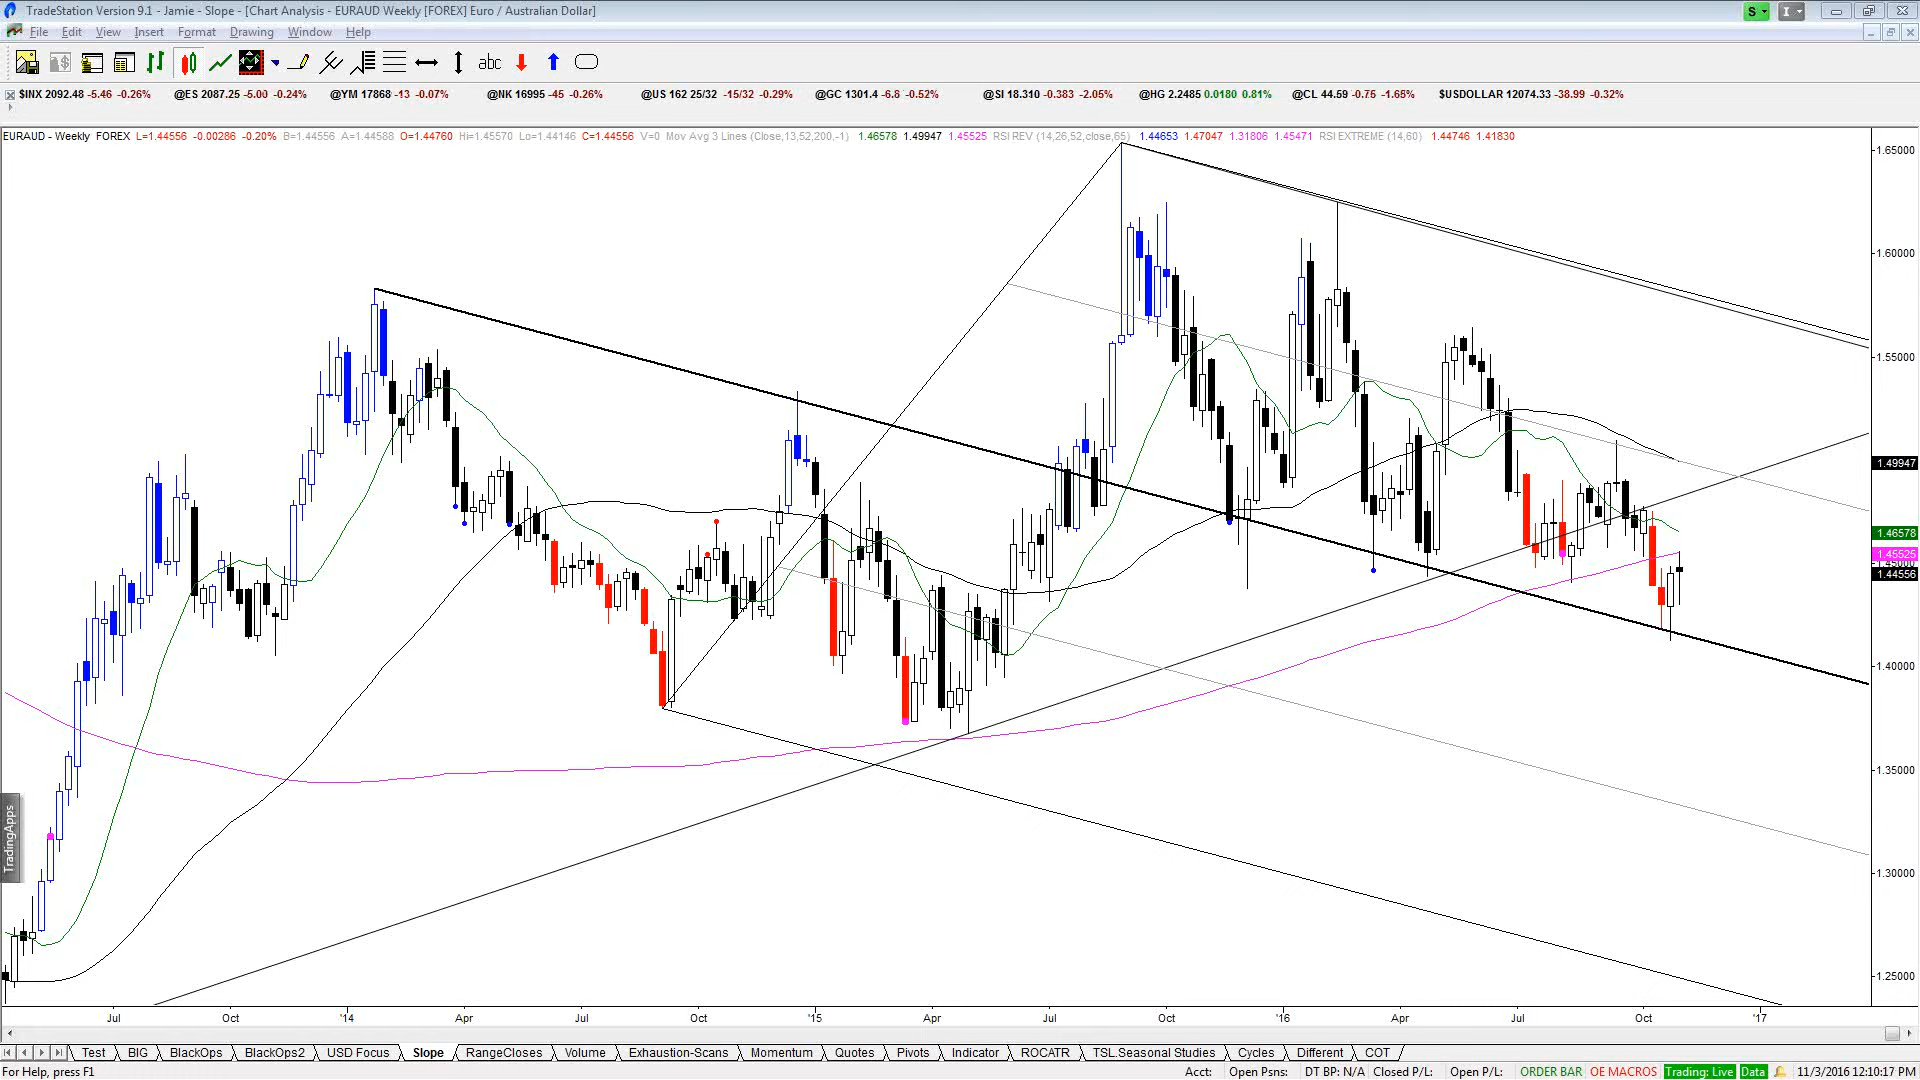 TradeStation Version 9.1 - Jamie - Slope - [Chart Analysis - EURAUD Weekly [FOREX] Euro / Australian Dollar]
S I
File Edit View Insert Format Drawing Window Help
abc
$INX 2092.48 -5.46 -0.26% @ES 2087.25 -5.00 -0.24% @YM 17868 -13 -0.07% @NK 16995 -45 -0.26% @US 162 25/32 -15/32 -0.29% @GC 1301.4 -6.8 -0.52% @SI 18.310 -0.383 -2.05% @HG 2.2485 0.0180 0.81% @CL 44.59 -0.75 -1.65% $USDOLLAR 12074.33 -38.99 -0.32%
EURAUD - Weekly FOREX L=1.44556 -0.00286 -0.20% B=1.44556 A=1.44588 O=1.44760 Hi=1.45570 Lo=1.44146 C=1.44556 V=0 Mov Avg 3 Lines (Close,13,52,200,-1) 1.46578 1.49947 1.45525 RSI REV (14,26,52,close,65) 1.44653 1.47047 1.31806 1.45471 RSI EXTREME (14,60) 1.44746 1.41830
1.65000
1.60000
1.55000
1.49947
1.46578
1.45525
1.44556
1.40000
1.35000
1.30000
1.25000
TradingApps
Jul Oct '14 Apr Jul Oct '15 Apr Jul Oct '16 Apr Jul Oct '17
Test BIG BlackOps BlackOps2 USD Focus Slope RangeCloses Volume Exhaustion-Scans Momentum Quotes Pivots Indicator ROCATR TSL.Seasonal Studies Cycles Different COT
For Help, press F1 Acct: Open Psns: DT BP: N/A Closed P/L: Open P/L: ORDER BAR OE MACROS Trading: Live Data 11/3/2016 12:10:17 PM